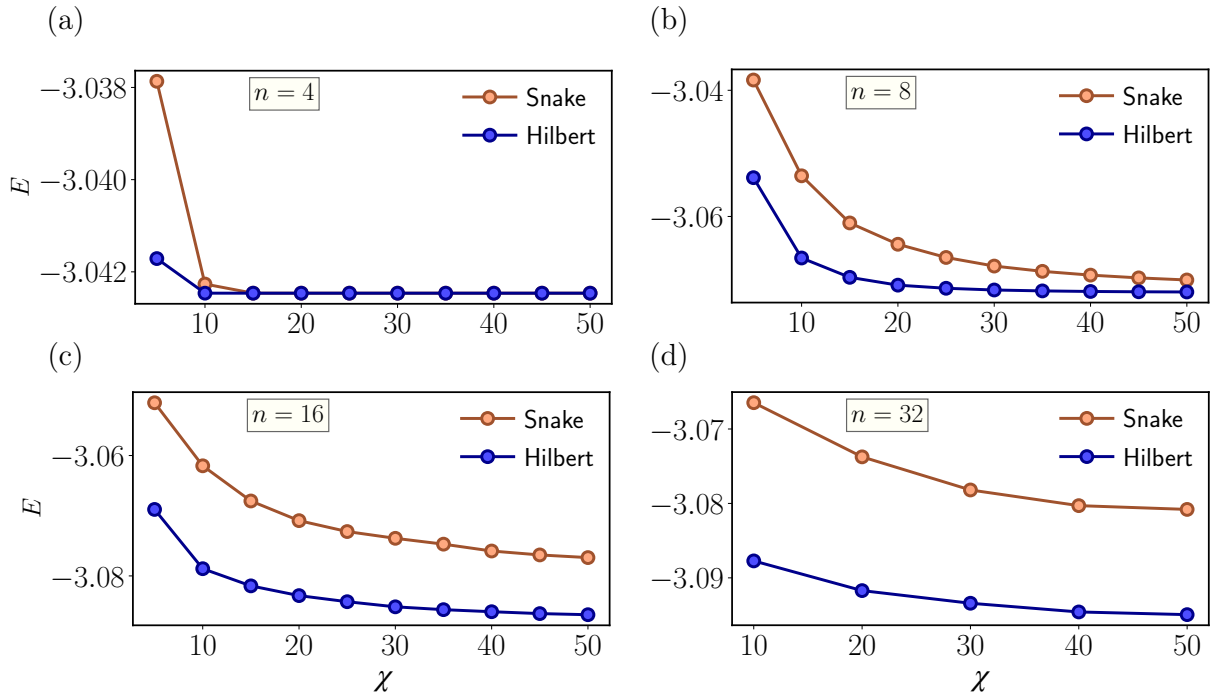 (a)
n = 4
Snake
Hilbert
E
−3.038
−3.040
−3.042
10 20 30 40 50
(b)
n = 8
Snake
Hilbert
−3.04
−3.06
10 20 30 40 50
(c)
n = 16
Snake
Hilbert
E
−3.06
−3.08
10 20 30 40 50
χ
(d)
n = 32
Snake
Hilbert
−3.07
−3.08
−3.09
10 20 30 40 50
χ